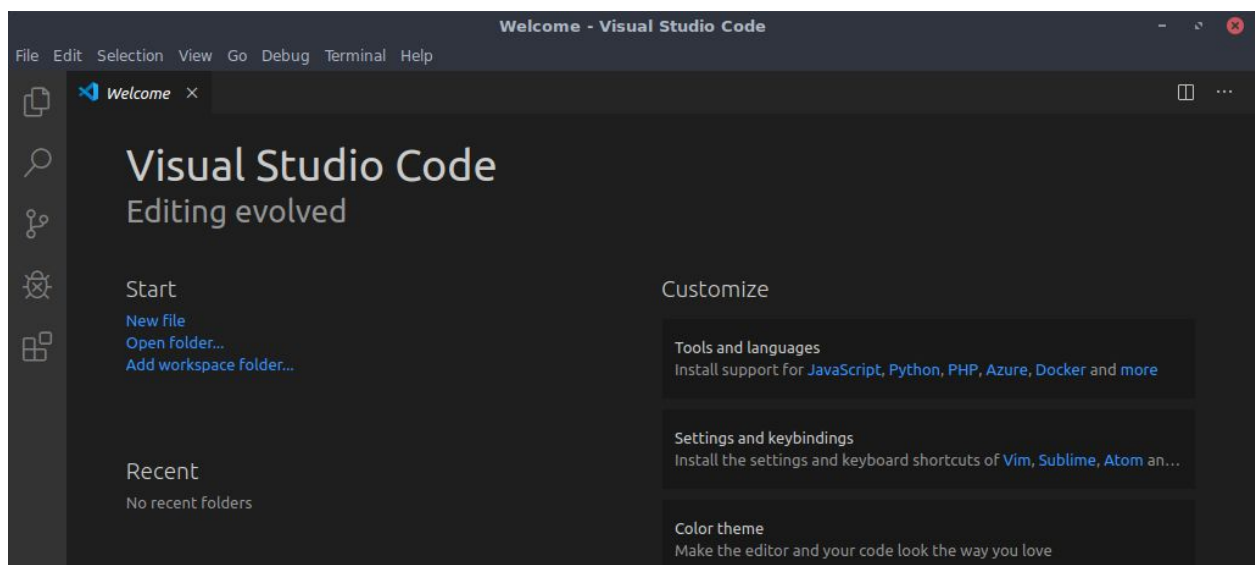 Welcome - Visual Studio Code
File Edit Selection View Go Debug Terminal Help
Welcome
Visual Studio Code
Editing evolved
Start
New file
Open folder...
Add workspace folder...
Recent
No recent folders
Customize
Tools and languages
Install support for JavaScript, Python, PHP, Azure, Docker and more
Settings and keybindings
Install the settings and keyboard shortcuts of Vim, Sublime, Atom an...
Color theme
Make the editor and your code look the way you love